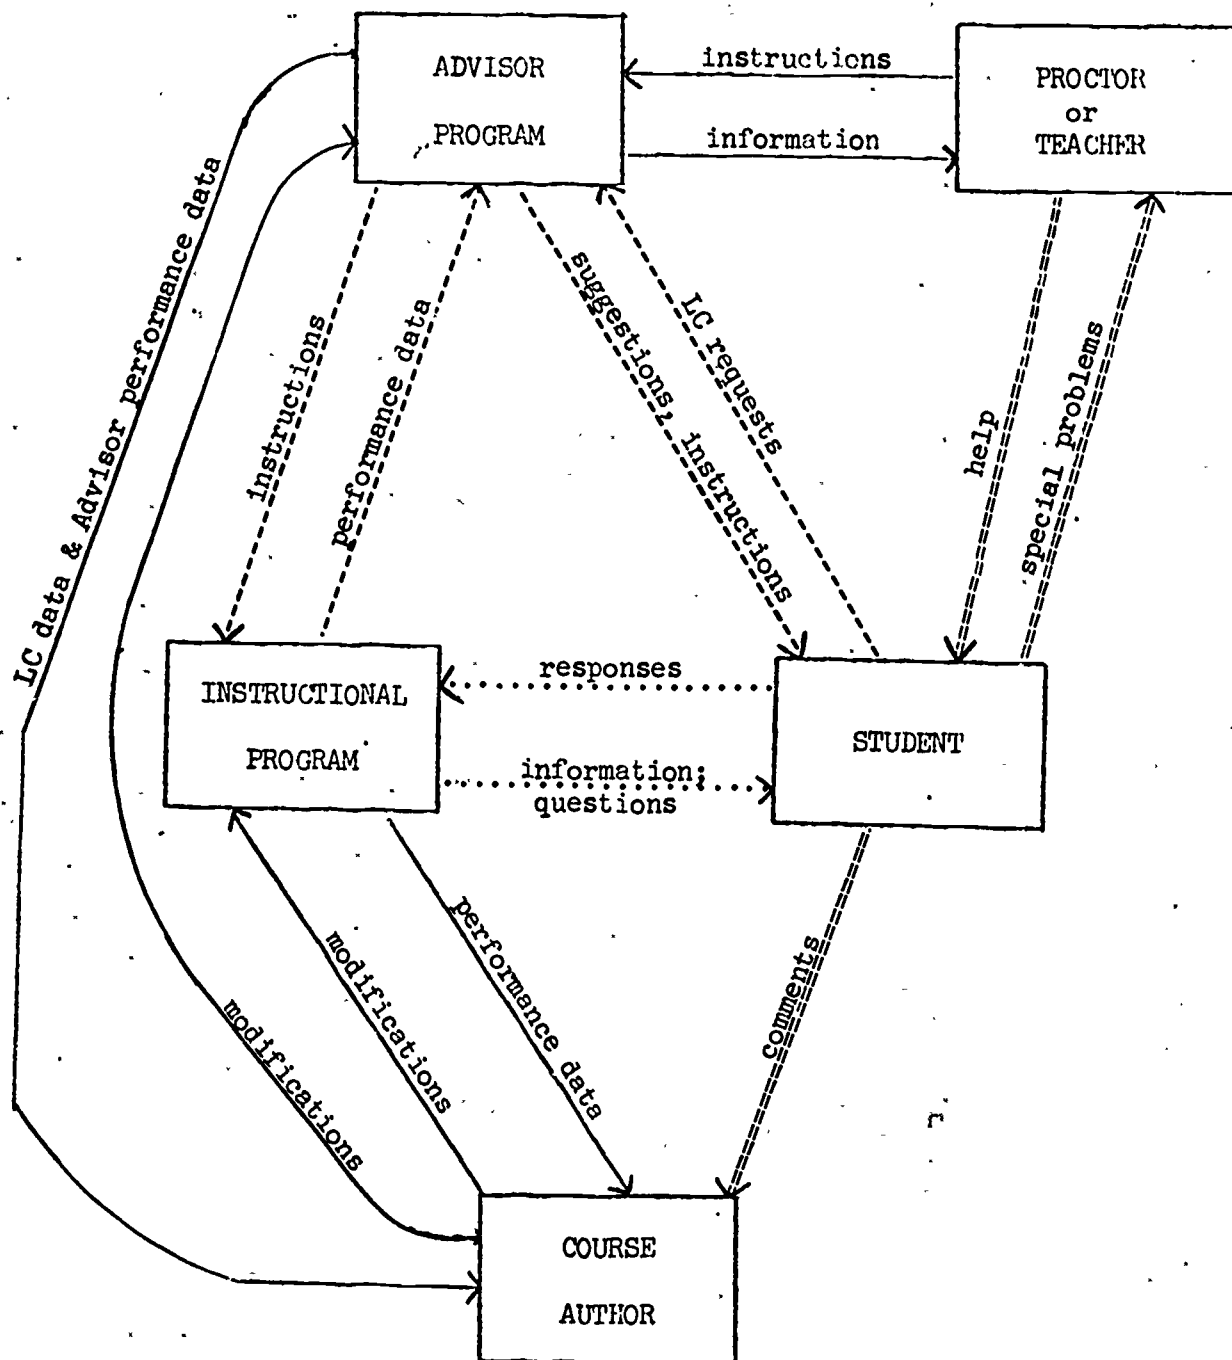 ADVISOR
PROGRAM
instructions
information
PROCTOR
or
TEACHER
LC data & Advisor performance data
instructions
performance data
suggestions, instructions
LC requests
help
special problems
INSTRUCTIONAL
PROGRAM
responses
information;
questions
STUDENT
modifications
modifications
performance data
comments
COURSE
AUTHOR